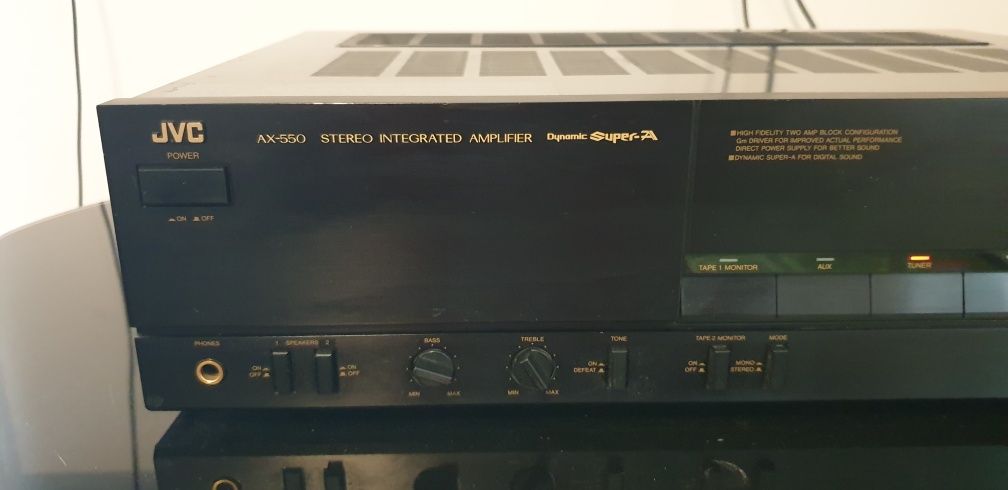 JVC
AX-550 STEREO INTEGRATED AMPLIFIER Dynamic Super-A
POWER
ON OFF
HIGH FIDELITY TWO AMP BLOCK CONFIGURATION
Gm DRIVER FOR IMPROVED ACTUAL PERFORMANCE
DIRECT POWER SUPPLY FOR BETTER SOUND
DYNAMIC SUPER-A FOR DIGITAL SOUND
TAPE 1 MONITOR AUX TUNER
PHONES
1 SPEAKERS 2
ON
OFF
ON
OFF
BASS
MIN MAX
TREBLE
MIN MAX
TONE
ON
DEFEAT
TAPE-2 MONITOR
ON
OFF
MODE
MONO
STEREO